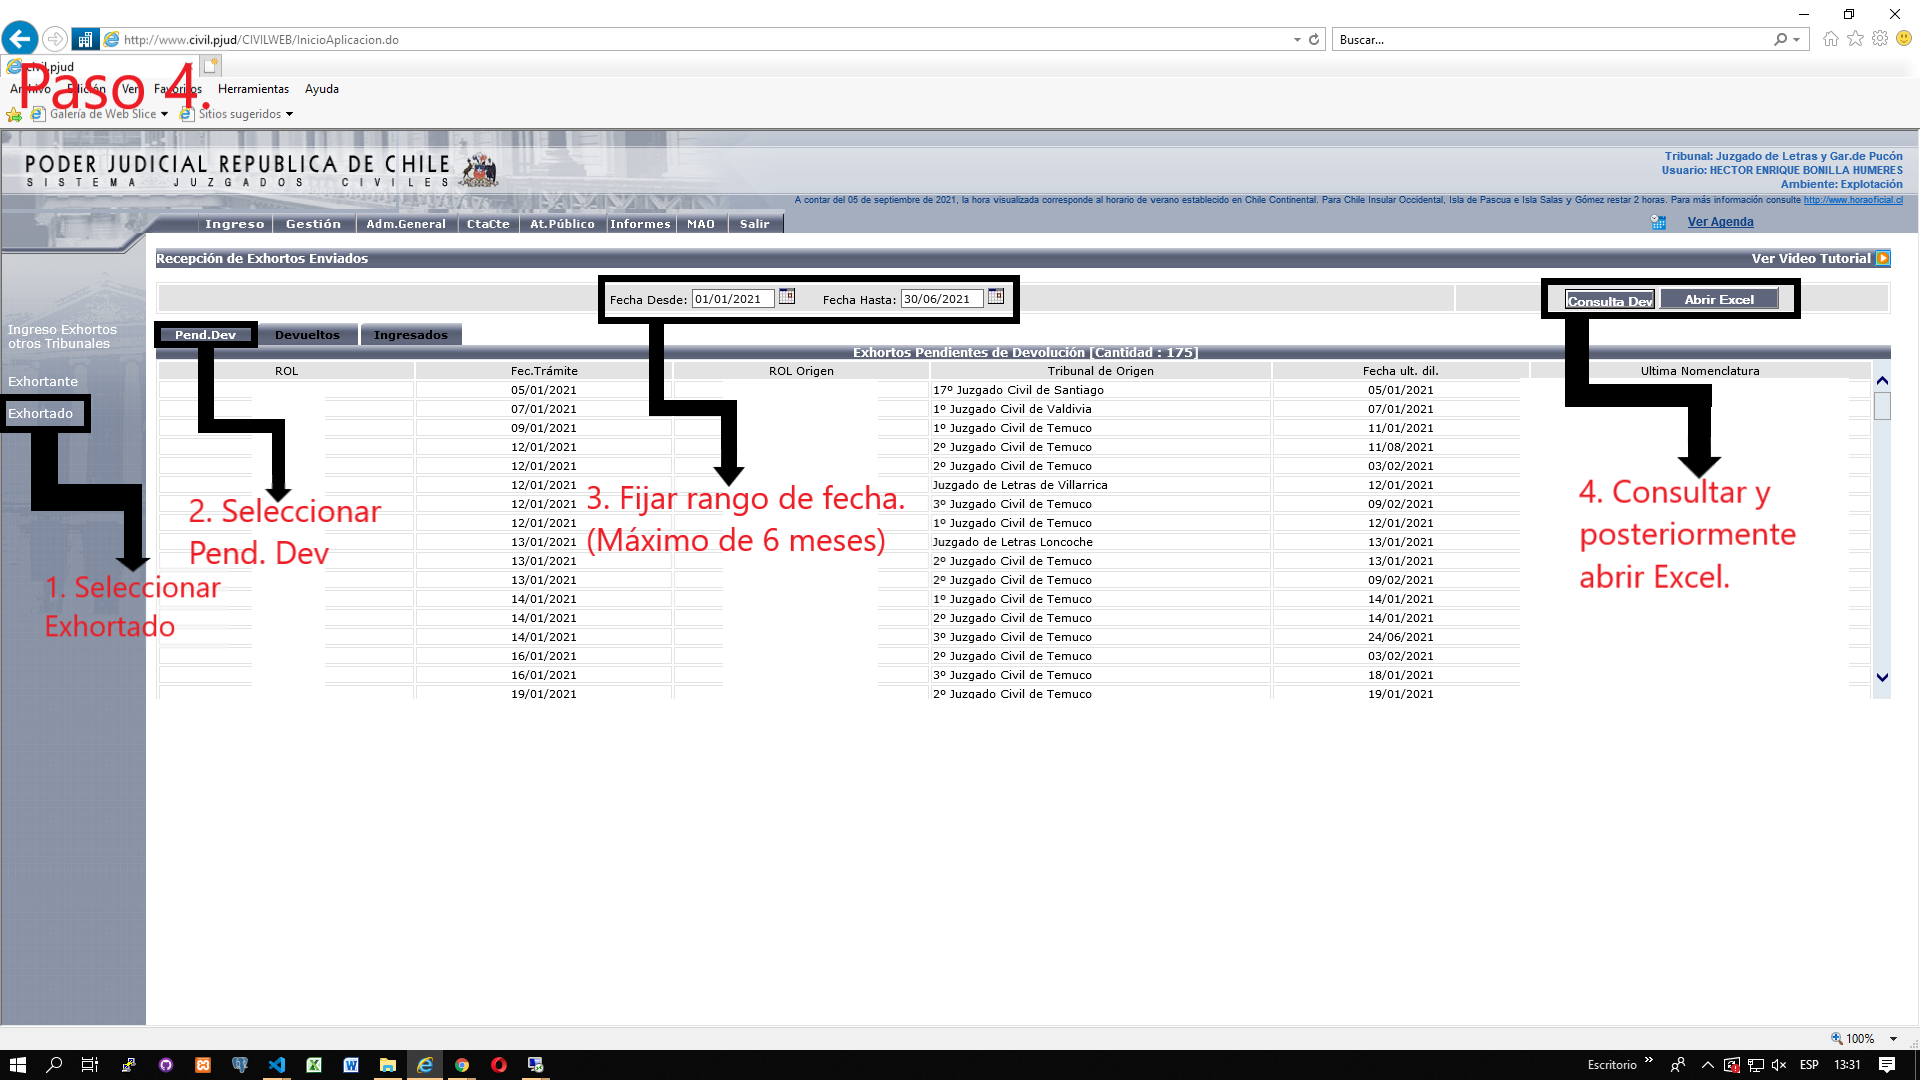 http://www.civil.pjud/CIVILWEB/InicioAplicacion.do
Buscar...
civil.pjud
Paso 4.
Archivo Edición Ver Favoritos Herramientas Ayuda
Galería de Web Slice Sitios sugeridos
PODER JUDICIAL REPUBLICA DE CHILE
SISTEMA JUZGADOS CIVILES
Tribunal: Juzgado de Letras y Gar.de Pucón
Usuario: HECTOR ENRIQUE BONILLA HUMERES
Ambiente: Explotación
A contar del 05 de septiembre de 2021, la hora visualizada corresponde al horario de verano establecido en Chile Continental. Para Chile Insular Occidental, Isla de Pascua e Isla Salas y Gómez restar 2 horas. Para más información consulte http://www.horaoficial.cl
Ingreso Gestión Adm.General CtaCte At.Público Informes MAO Salir
Ver Agenda
Recepción de Exhortos Enviados
Ver Video Tutorial
Fecha Desde: 01/01/2021 Fecha Hasta: 30/06/2021
Consulta Dev Abrir Excel
Ingreso Exhortos
otros Tribunales
Exhortante
Exhortado
Pend.Dev Devueltos Ingresados
Exhortos Pendientes de Devolución [Cantidad : 175]
ROL Fec.Trámite ROL Origen Tribunal de Origen Fecha ult. dil. Ultima Nomenclatura
05/01/2021 17º Juzgado Civil de Santiago 05/01/2021
07/01/2021 1º Juzgado Civil de Valdivia 07/01/2021
09/01/2021 1º Juzgado Civil de Temuco 11/01/2021
12/01/2021 2º Juzgado Civil de Temuco 11/08/2021
12/01/2021 2º Juzgado Civil de Temuco 03/02/2021
12/01/2021 Juzgado de Letras de Villarrica 12/01/2021
12/01/2021 3º Juzgado Civil de Temuco 09/02/2021
12/01/2021 1º Juzgado Civil de Temuco 12/01/2021
13/01/2021 Juzgado de Letras Loncoche 13/01/2021
13/01/2021 2º Juzgado Civil de Temuco 13/01/2021
13/01/2021 2º Juzgado Civil de Temuco 09/02/2021
14/01/2021 1º Juzgado Civil de Temuco 14/01/2021
14/01/2021 2º Juzgado Civil de Temuco 14/01/2021
14/01/2021 3º Juzgado Civil de Temuco 24/06/2021
16/01/2021 2º Juzgado Civil de Temuco 03/02/2021
16/01/2021 3º Juzgado Civil de Temuco 18/01/2021
19/01/2021 2º Juzgado Civil de Temuco 19/01/2021
1. Seleccionar
Exhortado
2. Seleccionar
Pend. Dev
3. Fijar rango de fecha.
(Máximo de 6 meses)
4. Consultar y
posteriormente
abrir Excel.
100%
Escritorio
ESP
13:31